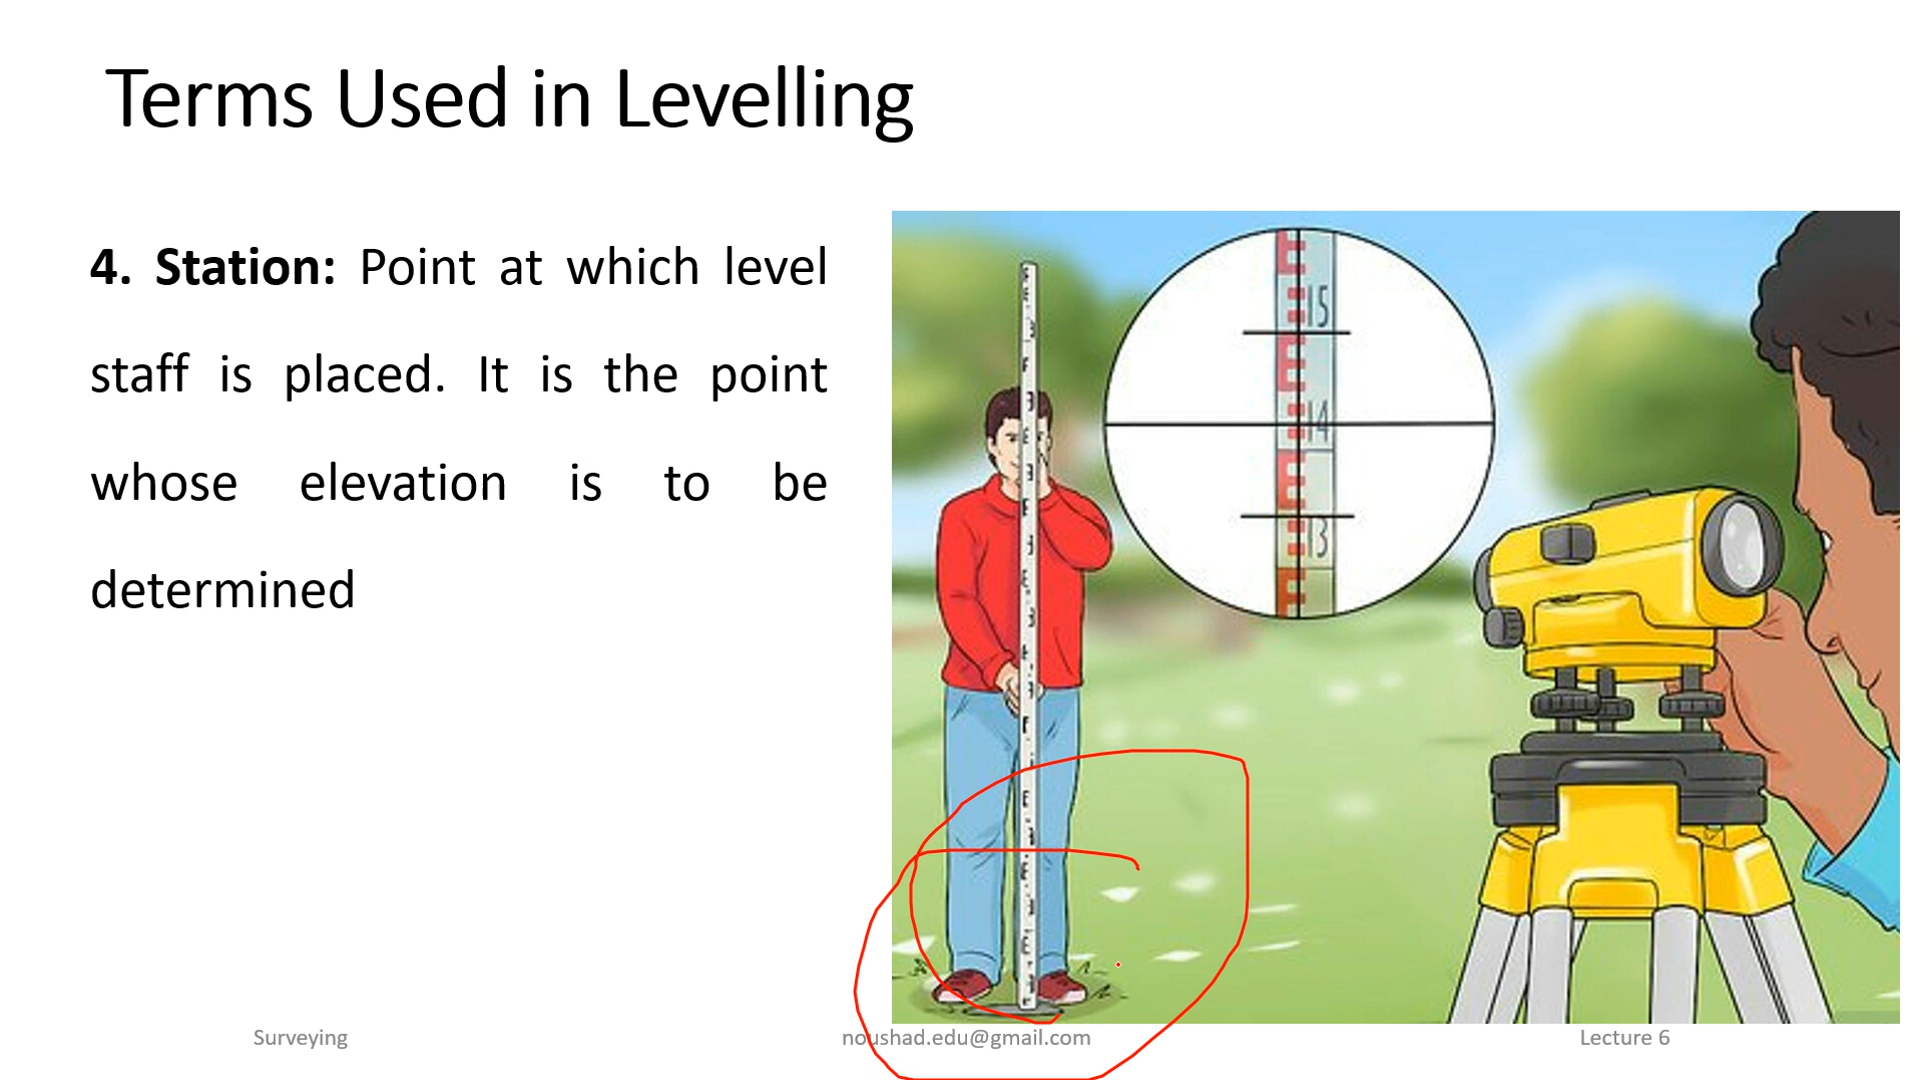 Terms Used in Levelling
4. Station: Point at which level
staff is placed. It is the point
whose elevation is to be
determined
15
14
13
Surveying
noushad.edu@gmail.com
Lecture 6